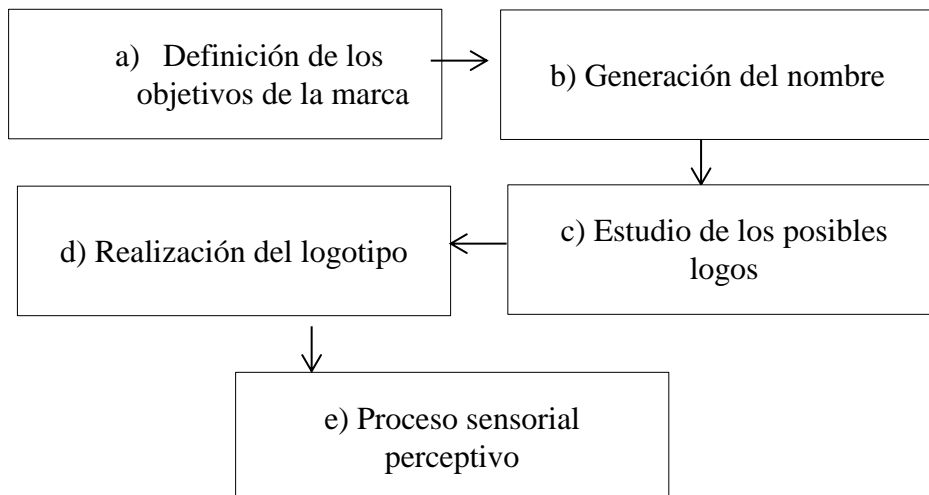 a) Definición de los
objetivos de la marca
b) Generación del nombre
c) Estudio de los posibles
logos
d) Realización del logotipo
e) Proceso sensorial
perceptivo